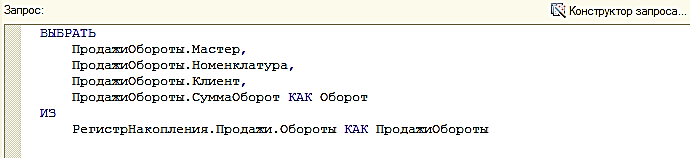 Запрос:
Конструктор запроса...
ВЫБРАТЬ
ПродажиОбороты.Мастер,
ПродажиОбороты.Номенклатура,
ПродажиОбороты.Клиент,
ПродажиОбороты.СуммаОборот КАК Оборот
ИЗ
РегистрНакопления.Продажи.Обороты КАК ПродажиОбороты